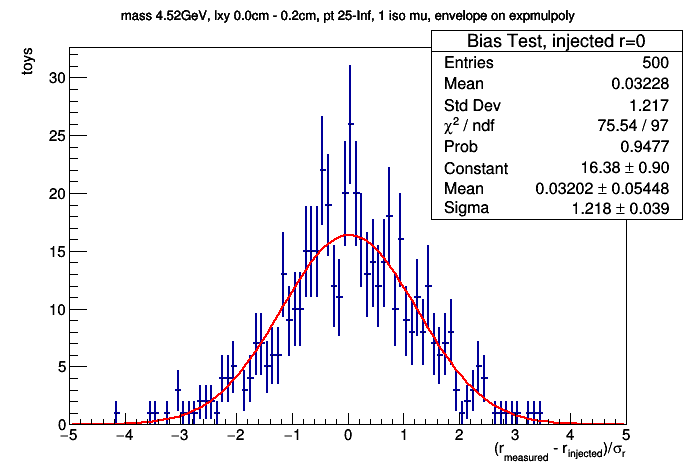 mass 4.52GeV, lxy 0.0cm - 0.2cm, pt 25-Inf, 1 iso mu, envelope on expmulpoly
Bias Test, injected r=0
Entries 500
Mean 0.03228
Std Dev 1.217
χ² / ndf 75.54 / 97
Prob 0.9477
Constant 16.38 ± 0.90
Mean 0.03202 ± 0.05448
Sigma 1.218 ± 0.039
toys
30
25
20
15
10
5
0
−5 −4 −3 −2 −1 0 1 2 3 4 5
(r_measured - r_injected)/σ_r